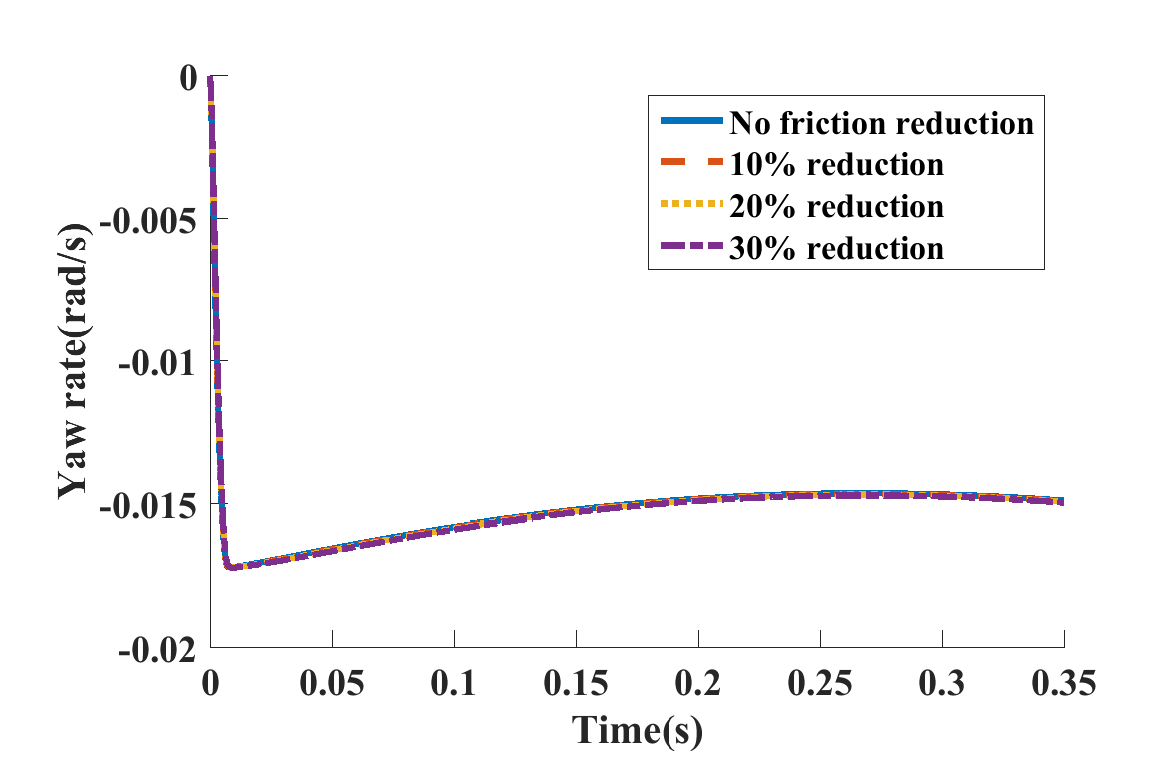 0
-0.005
-0.01
-0.015
-0.02
Yaw rate(rad/s)
No friction reduction
10% reduction
20% reduction
30% reduction
0 0.05 0.1 0.15 0.2 0.25 0.3 0.35
Time(s)